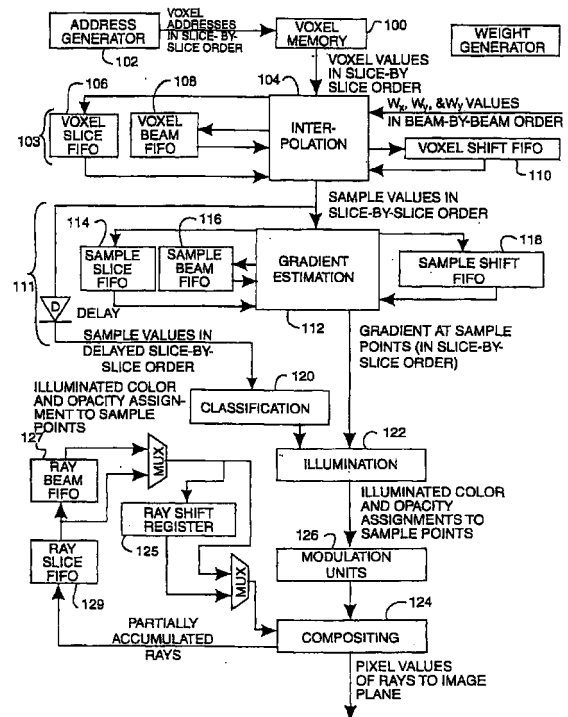 ADDRESS
GENERATOR
102
VOXEL
ADDRESSES
IN SLICE-BY-
SLICE ORDER
VOXEL
MEMORY
100
WEIGHT
GENERATOR
VOXEL VALUES
IN SLICE-BY
SLICE ORDER
106
108
104
103
VOXEL
SLICE
FIFO
VOXEL
BEAM
FIFO
INTER-
POLATION
Wx, Wy, &Wy VALUES
IN BEAM-BY-BEAM ORDER
VOXEL SHIFT FIFO
110
SAMPLE VALUES IN
SLICE-BY-SLICE ORDER
114
116
118
111
SAMPLE
SLICE
FIFO
SAMPLE
BEAM
FIFO
GRADIENT
ESTIMATION
SAMPLE SHIFT
FIFO
112
D
DELAY
SAMPLE VALUES IN
DELAYED SLICE-BY-
SLICE ORDER
GRADIENT AT SAMPLE
POINTS (IN SLICE-BY-
SLICE ORDER)
120
CLASSIFICATION
ILLUMINATED COLOR
AND OPACITY ASSIGN-
MENT TO SAMPLE
POINTS
122
ILLUMINATION
127
RAY
BEAM
FIFO
MUX
RAY SHIFT
REGISTER
125
ILLUMINATED COLOR
AND OPACITY
ASSIGNMENTS TO
SAMPLE POINTS
126
MODULATION
UNITS
RAY
SLICE
FIFO
129
MUX
124
COMPOSITING
PARTIALLY
ACCUMULATED
RAYS
PIXEL VALUES
OF RAYS TO IMAGE
PLANE